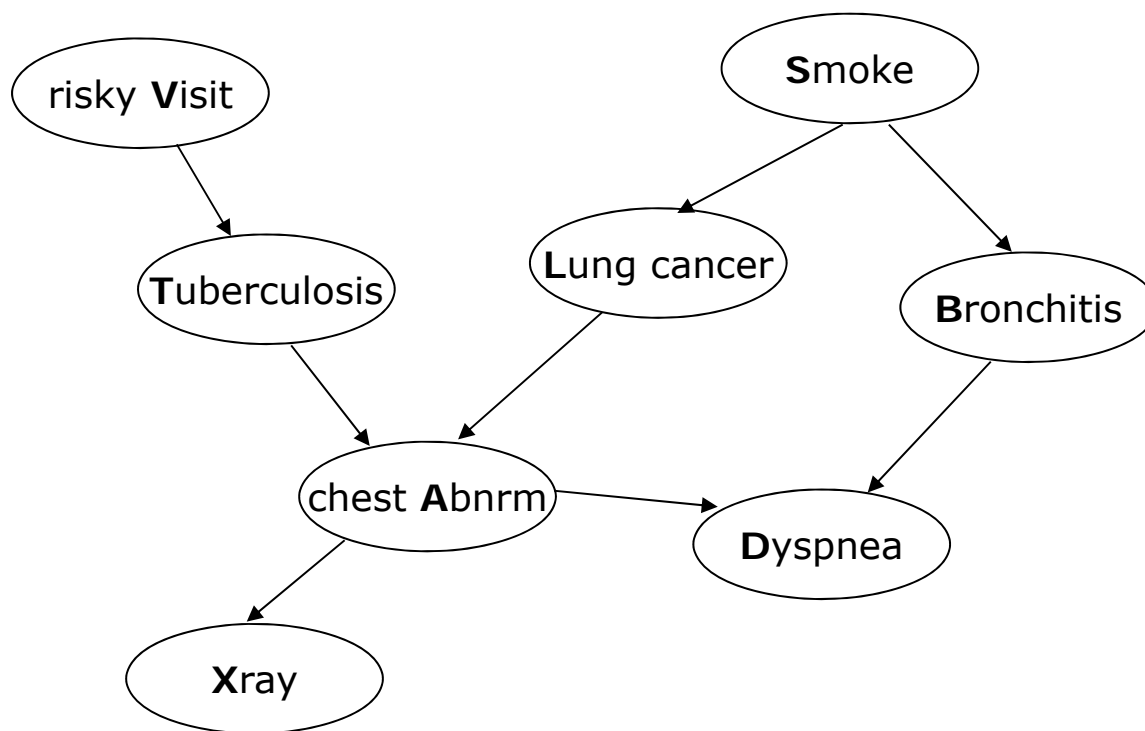 risky Visit
Smoke
Tuberculosis
Lung cancer
Bronchitis
chest Abnrm
Dyspnea
Xray